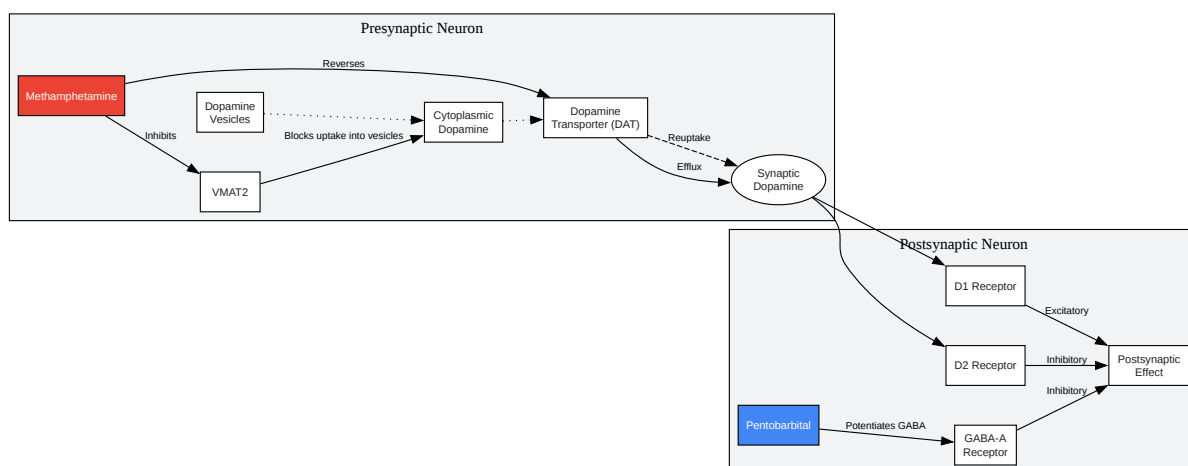 Presynaptic Neuron
Reverses
Methamphetamine
Dopamine
Vesicles
Cytoplasmic
Dopamine
Dopamine
Transporter (DAT)
Inhibits
Blocks uptake into vesicles
Reuptake
Efflux
VMAT2
Synaptic
Dopamine
Postsynaptic Neuron
D1 Receptor
Excitatory
D2 Receptor
Inhibitory
Postsynaptic
Effect
Inhibitory
Pentobarbital
Potentiates GABA
GABA-A
Receptor